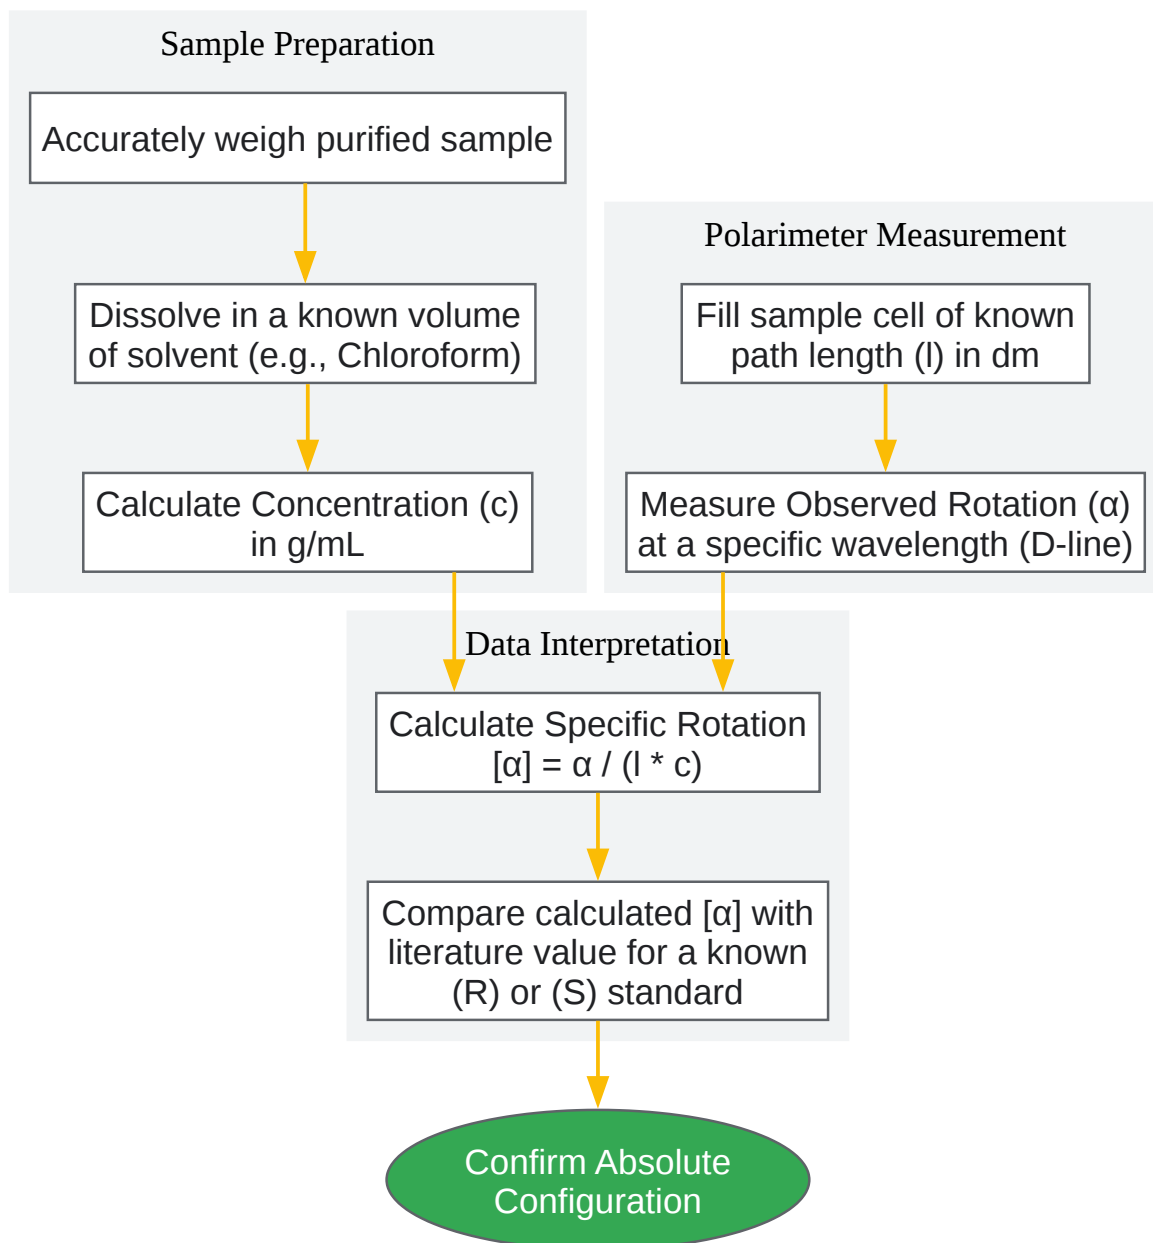 Sample Preparation
Accurately weigh purified sample
Dissolve in a known volume
of solvent (e.g., Chloroform)
Calculate Concentration (c)
in g/mL
Polarimeter Measurement
Fill sample cell of known
path length (l) in dm
Measure Observed Rotation (α)
at a specific wavelength (D-line)
Data Interpretation
Calculate Specific Rotation
[α] = α / (l * c)
Compare calculated [α] with
literature value for a known
(R) or (S) standard
Confirm Absolute
Configuration